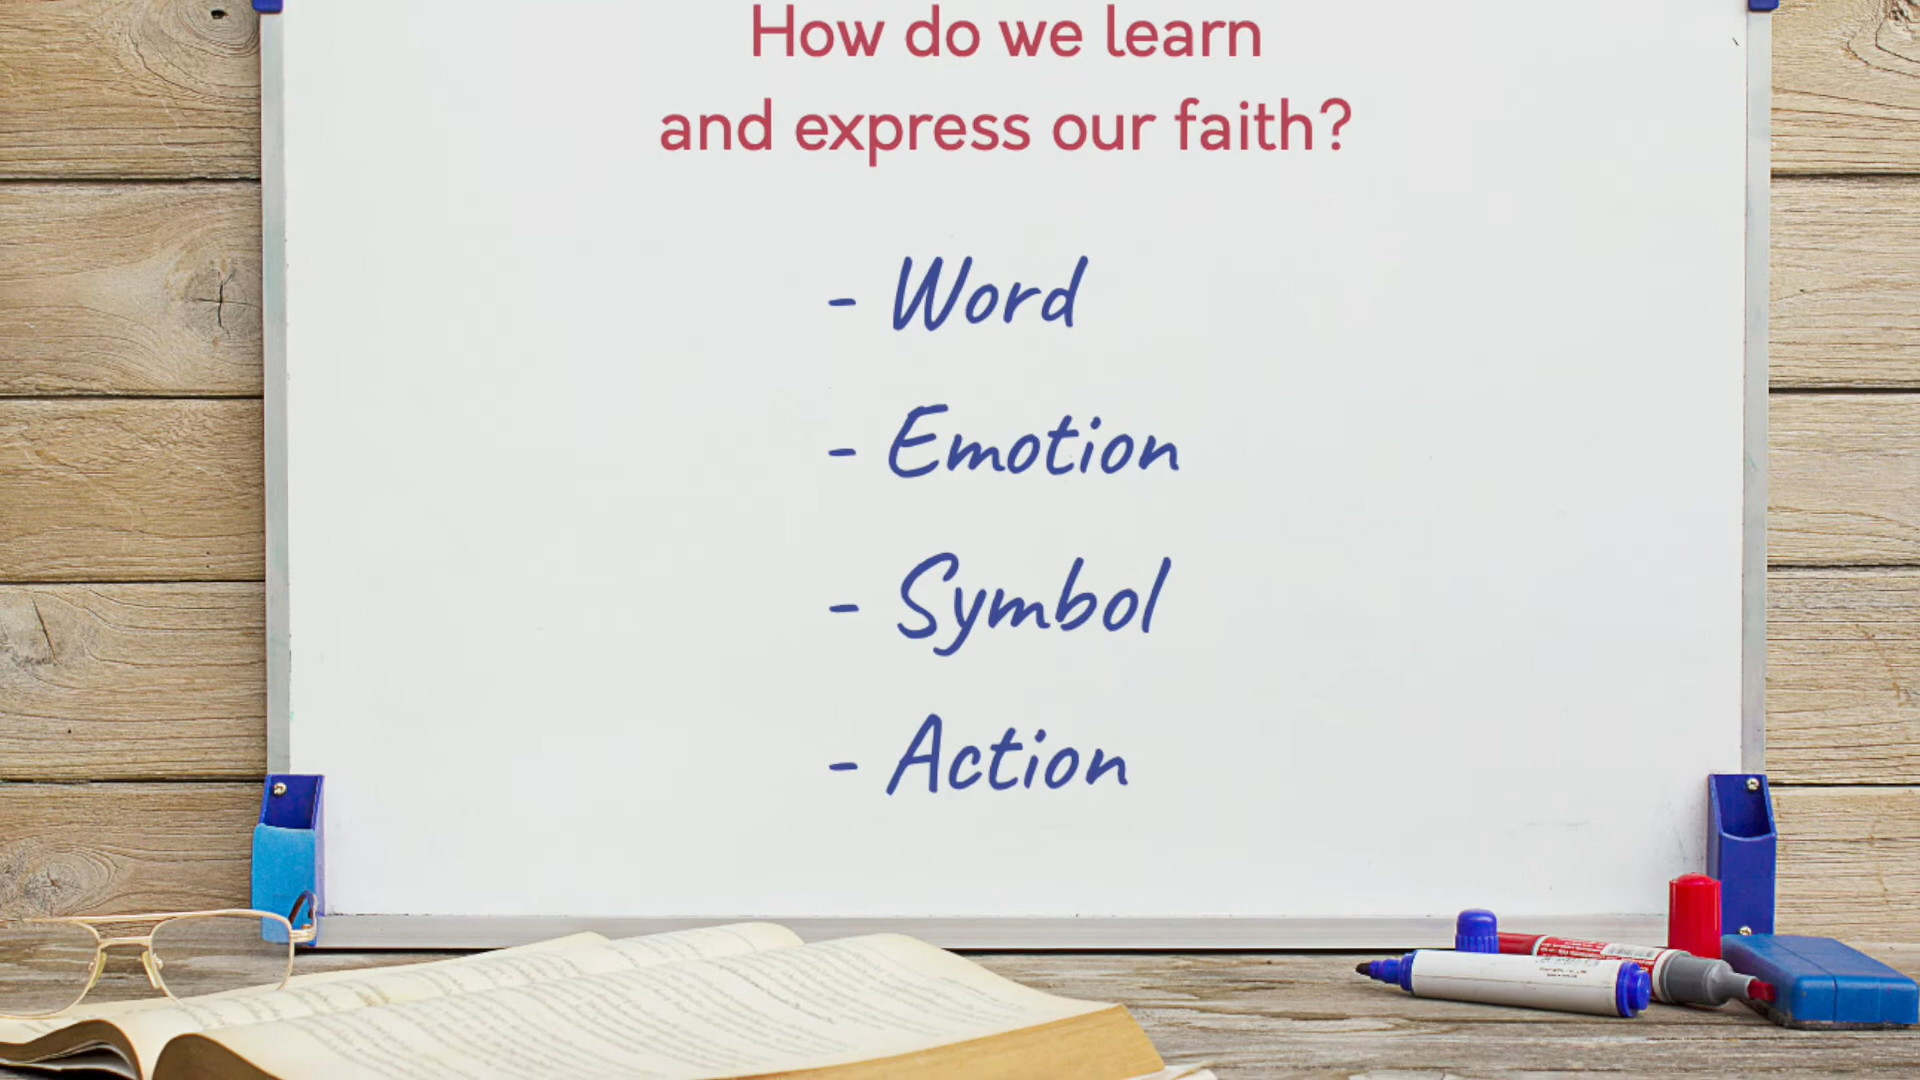 How do we learn
and express our faith?
- Word
- Emotion
- Symbol
- Action